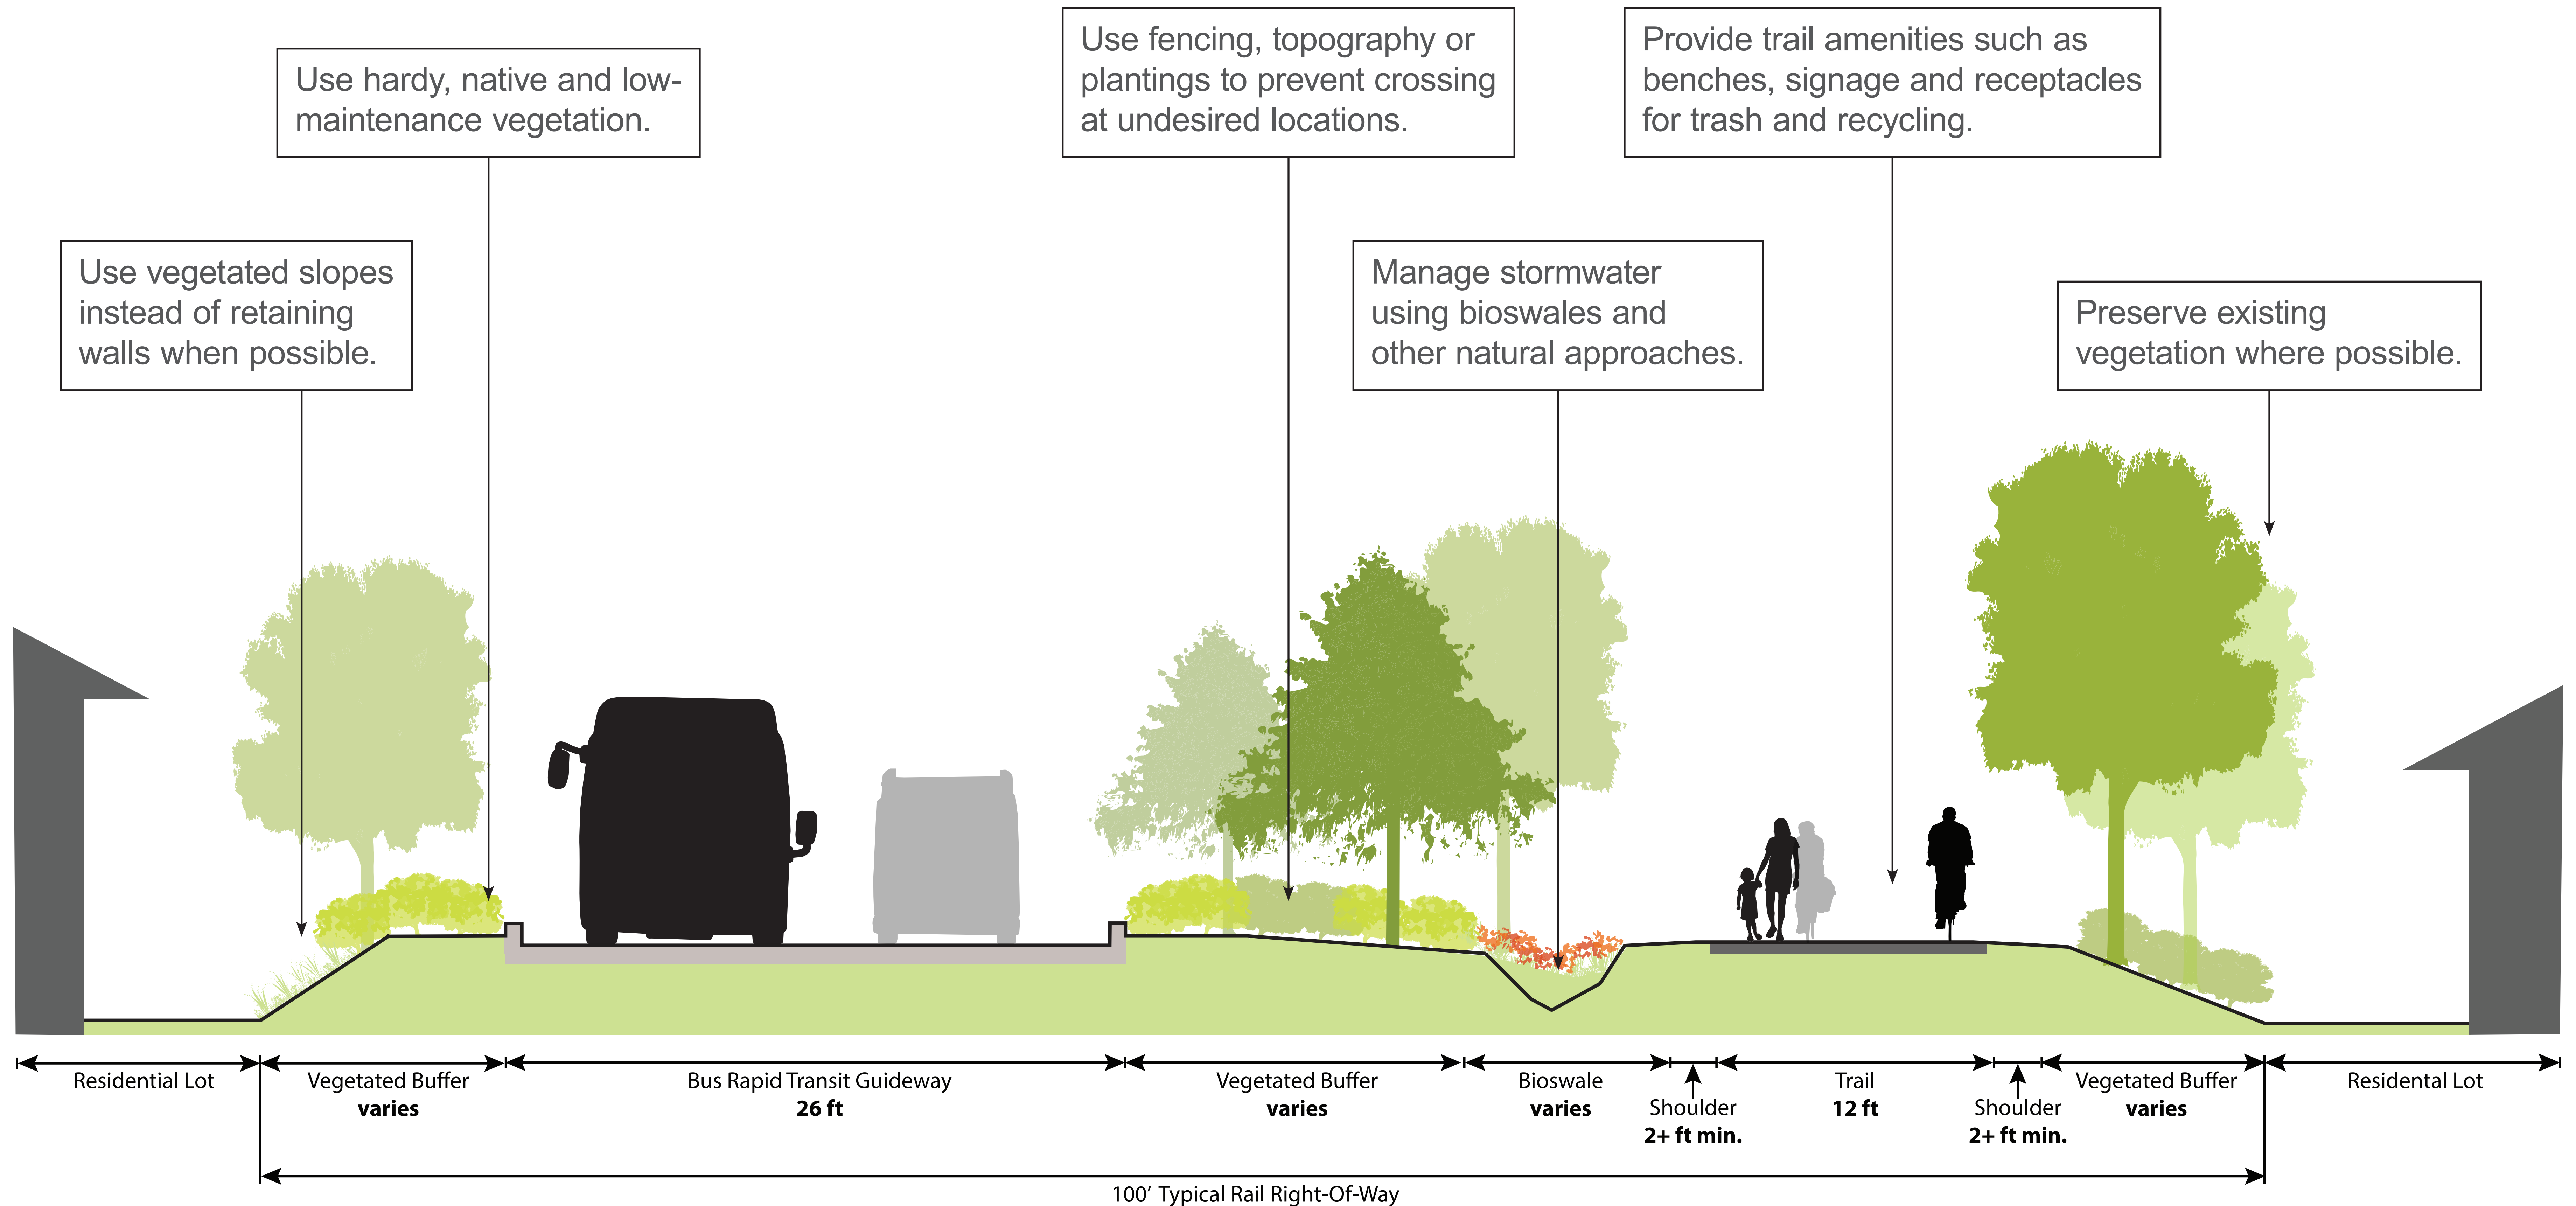 Use hardy, native and low-
maintenance vegetation.
Use fencing, topography or
plantings to prevent crossing
at undesired locations.
Provide trail amenities such as
benches, signage and receptacles
for trash and recycling.
Use vegetated slopes
instead of retaining
walls when possible.
Manage stormwater
using bioswales and
other natural approaches.
Preserve existing
vegetation where possible.
Residential Lot
Vegetated Buffer
varies
Bus Rapid Transit Guideway
26 ft
Vegetated Buffer
varies
Bioswale
varies
Shoulder
2+ ft min.
Trail
12 ft
Shoulder
2+ ft min.
Vegetated Buffer
varies
Residential Lot
100’ Typical Rail Right-Of-Way